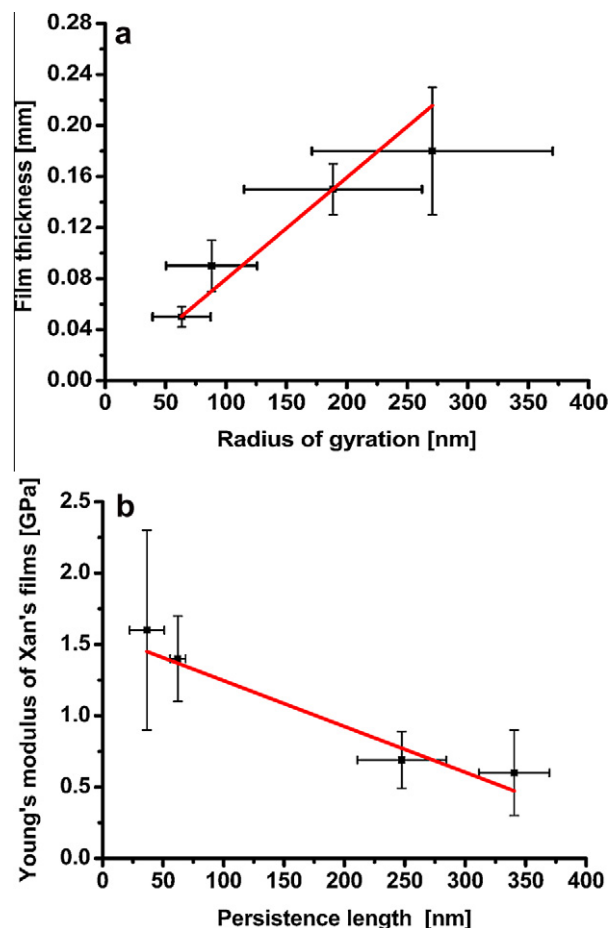 a
Film thickness [mm]
0.28
0.24
0.20
0.16
0.12
0.08
0.04
0.00
0 50 100 150 200 250 300 350 400
Radius of gyration [nm]
b
Young's modulus of Xan's films [GPa]
2.5
2.0
1.5
1.0
0.5
0.0
0 50 100 150 200 250 300 350 400
Persistence length [nm]